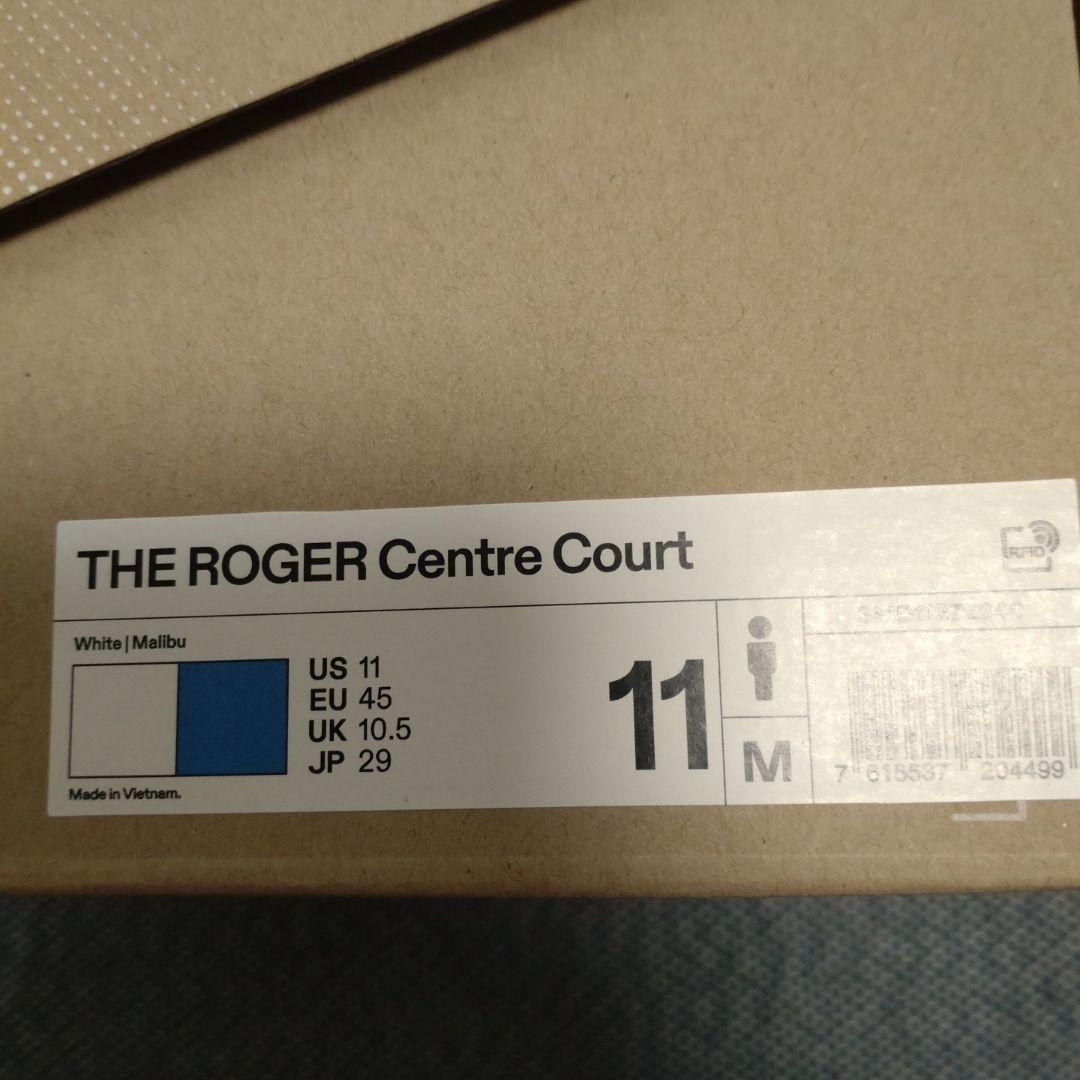 THE ROGER Centre Court
RFID
White | Malibu
US 11
EU 45
UK 10.5
JP 29
11
M
7 615537 204499
Made in Vietnam.